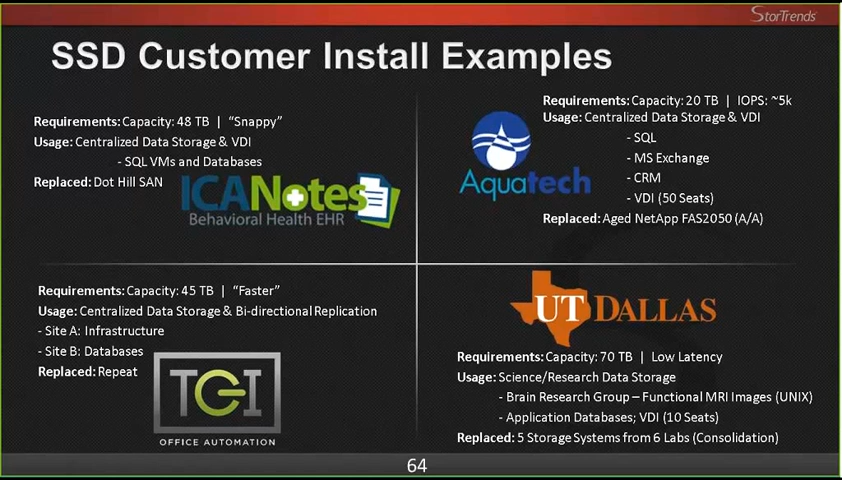 StorTrends
SSD Customer Install Examples
Requirements: Capacity: 48 TB | “Snappy”
Usage: Centralized Data Storage & VDI
- SQL VMs and Databases
Replaced: Dot Hill SAN
ICANotes
Behavioral Health EHR
Requirements: Capacity: 20 TB | IOPS: ~5k
Usage: Centralized Data Storage & VDI
- SQL
- MS Exchange
- CRM
- VDI (50 Seats)
Replaced: Aged NetApp FAS2050 (A/A)
Aquatech
Requirements: Capacity: 45 TB | “Faster”
Usage: Centralized Data Storage & Bi-directional Replication
- Site A: Infrastructure
- Site B: Databases
Replaced: Repeat
TGI
OFFICE AUTOMATION
UT DALLAS
Requirements: Capacity: 70 TB | Low Latency
Usage: Science/Research Data Storage
- Brain Research Group – Functional MRI Images (UNIX)
- Application Databases; VDI (10 Seats)
Replaced: 5 Storage Systems from 6 Labs (Consolidation)
64